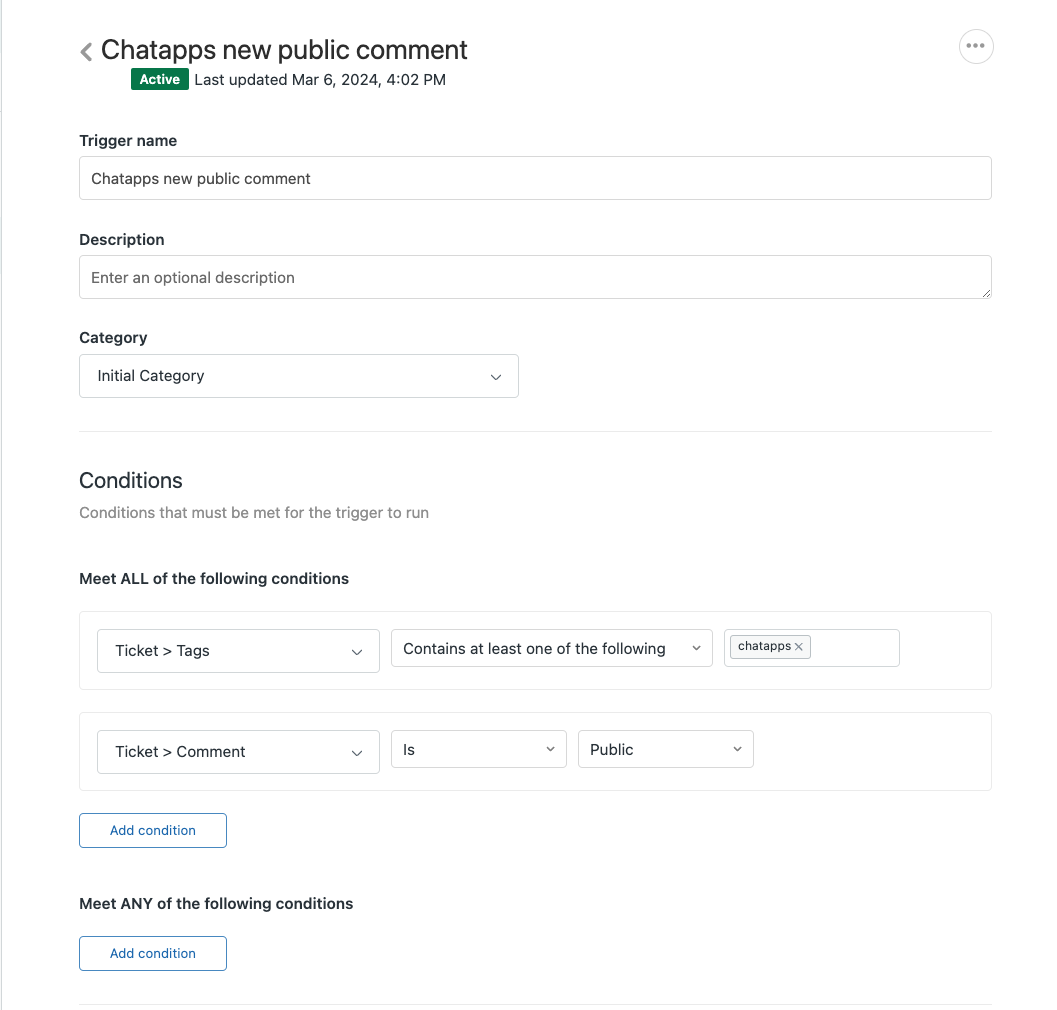 Chatapps new public comment
Active Last updated Mar 6, 2024, 4:02 PM
Trigger name
Chatapps new public comment
Description
Enter an optional description
Category
Initial Category
Conditions
Conditions that must be met for the trigger to run
Meet ALL of the following conditions
Ticket > Tags Contains at least one of the following chatapps
Ticket > Comment Is Public
Add condition
Meet ANY of the following conditions
Add condition